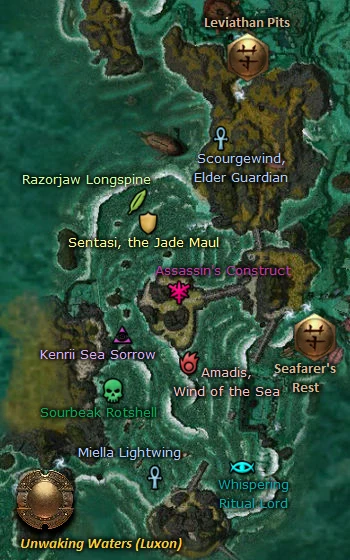 Leviathan Pits
Scourgewind,
Elder Guardian
Razorjaw Longspine
Sentasi, the Jade Maul
Assassin's Construct
Kenrii Sea Sorrow
Amadis,
Wind of the Sea
Seafarer's
Rest
Sourbeak Rotshell
Miella Lightwing
Whispering
Ritual Lord
Unwaking Waters (Luxon)